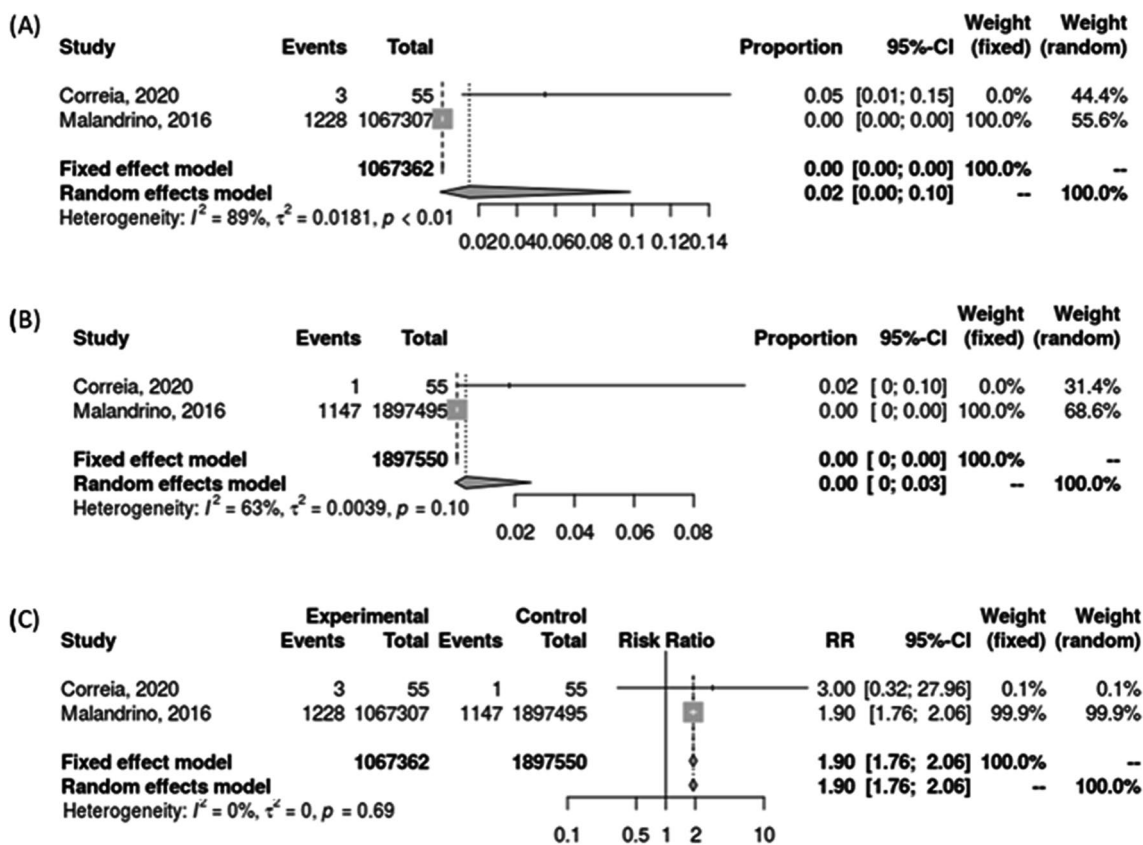 (A)
Weight Weight
Study Events Total Proportion 95%-CI (fixed) (random)
Correia, 2020 3 55 0.05 [0.01; 0.15] 0.0% 44.4%
Malandrino, 2016 1228 1067307 0.00 [0.00; 0.00] 100.0% 55.6%
Fixed effect model 1067362 0.00 [0.00; 0.00] 100.0% --
Random effects model 0.02 [0.00; 0.10] -- 100.0%
Heterogeneity: I² = 89%, τ² = 0.0181, p < 0.01
0.02 0.04 0.06 0.08 0.1 0.12 0.14
(B)
Weight Weight
Study Events Total Proportion 95%-CI (fixed) (random)
Correia, 2020 1 55 0.02 [ 0; 0.10] 0.0% 31.4%
Malandrino, 2016 1147 1897495 0.00 [ 0; 0.00] 100.0% 68.6%
Fixed effect model 1897550 0.00 [ 0; 0.00] 100.0% --
Random effects model 0.00 [ 0; 0.03] -- 100.0%
Heterogeneity: I² = 63%, τ² = 0.0039, p = 0.10
0.02 0.04 0.06 0.08
(C)
Experimental Control Weight Weight
Study Events Total Events Total Risk Ratio RR 95%-CI (fixed) (random)
Correia, 2020 3 55 1 55 3.00 [0.32; 27.96] 0.1% 0.1%
Malandrino, 2016 1228 1067307 1147 1897495 1.90 [1.76; 2.06] 99.9% 99.9%
Fixed effect model 1067362 1897550 1.90 [1.76; 2.06] 100.0% --
Random effects model 1.90 [1.76; 2.06] -- 100.0%
Heterogeneity: I² = 0%, τ² = 0, p = 0.69
0.1 0.5 1 2 10